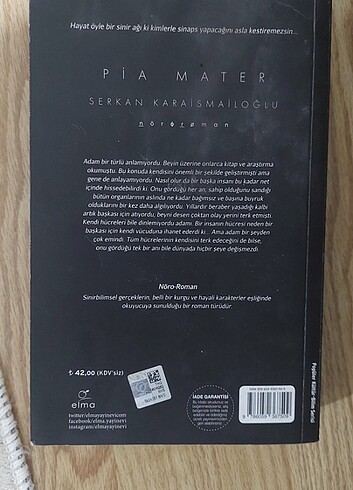 Hayat öyle bir sinir ağı ki kimlerle sinaps yapacağını asla kestiremezsin...
PİA MATER
SERKAN KARAİSMAİLOĞLU
nöroroman
Adam bir türlü anlamıyordu. Beyin üzerine onlarca kitap ve araştırma
okumuştu. Bu konuda kendisini önemli bir şekilde geliştirmişti ama
gene de anlayamıyordu. Nasıl olur da bir başka insanı bu kadar net
içinde hissedebilirdi ki. Onu gördüğü her an, sahip olduğunu sandığı
bütün organlarının aslında ne kadar bağımsız ve başına buyruk
olduklarını bir kez daha algılıyordu. Yıllardır beraber yaşadığı kalbi
artık başkası için atıyordu, beyni desen çoktan olay yerini terk etmişti.
Kendi hücreleri bile dinlemiyordu adamı. Bir insanın hücresi neden bir
başkası için kendi vücuduna ihanet ederdi ki... Ama adam bir şeyden
çok emindi. Tüm hücrelerinin kendisini terk edeceğini de bilse,
onu gördüğü tek bir anı bile dünyada hiçbir şeye değişmezdi.
Nöro-Roman
Sinirbilimsel gerçeklerin, belli bir kurgu ve hayali karakterler eşliğinde
okuyucuya sunulduğu bir roman türüdür.
₺ 42,00 (KDV'siz)
elma
twitter/elmayayinevicom
facebook/elma.yayinevi
instagram/elmayayinevi
İADE GARANTİSİ
Popüler Kültür-Bilim Serisi